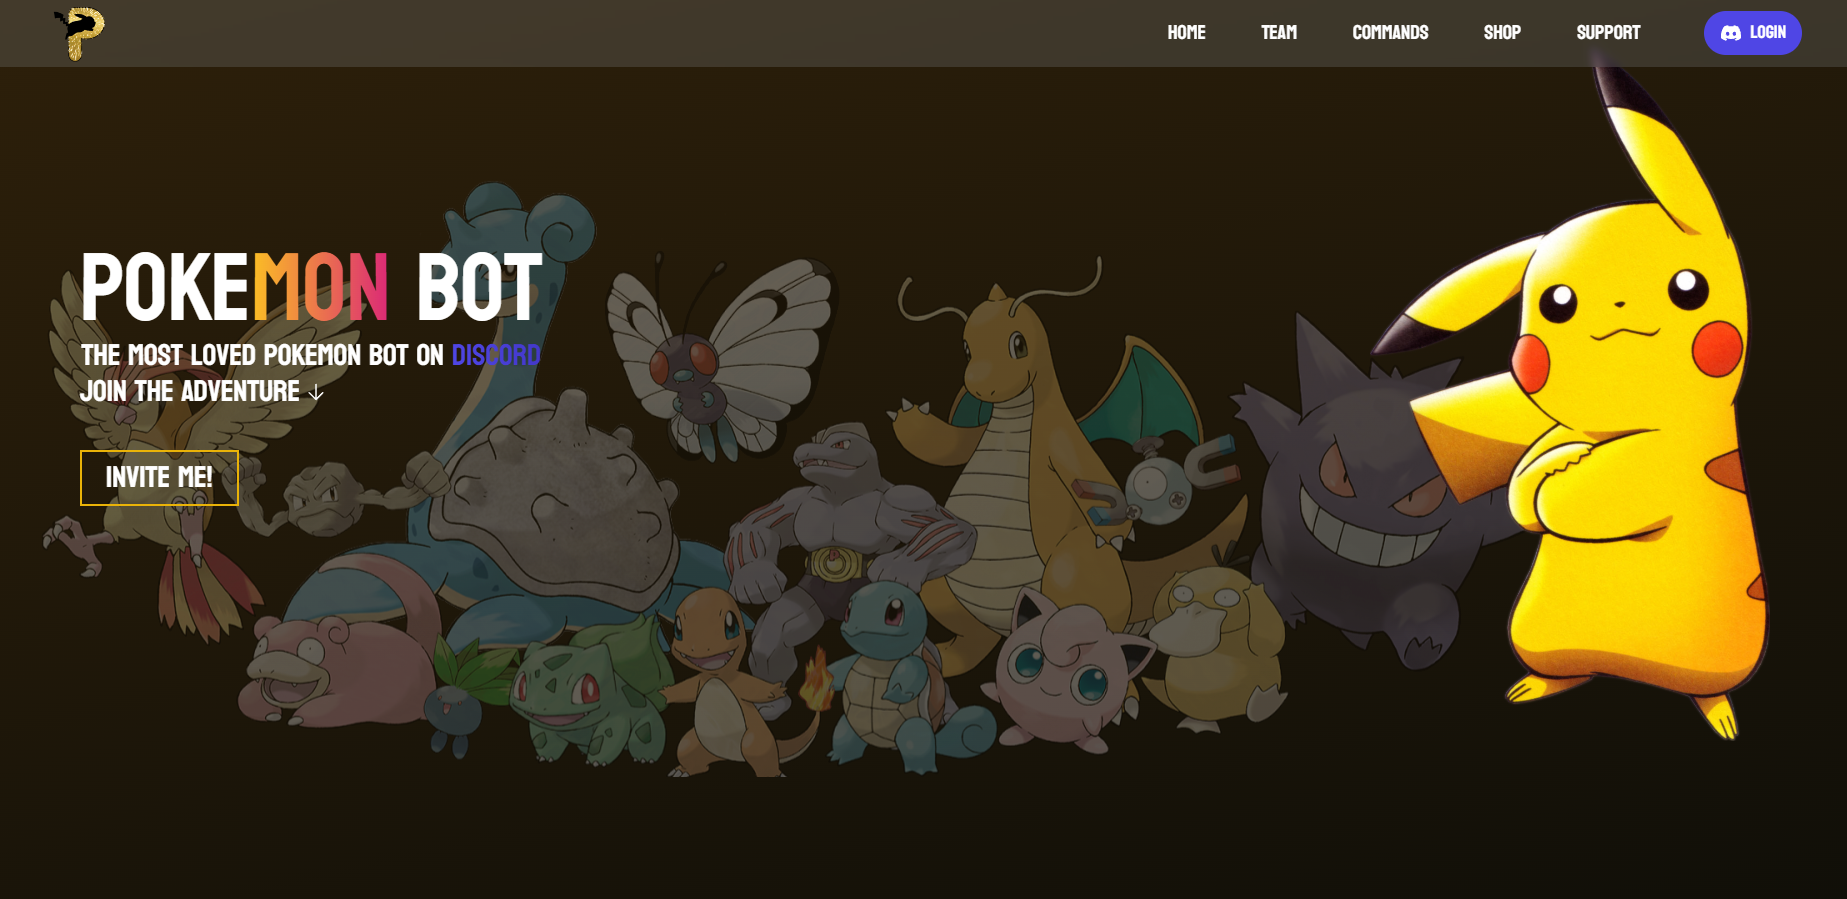 P
HOME TEAM COMMANDS SHOP SUPPORT LOGIN
POKEMON BOT
THE MOST LOVED POKEMON BOT ON DISCORD
JOIN THE ADVENTURE ↓
INVITE ME!